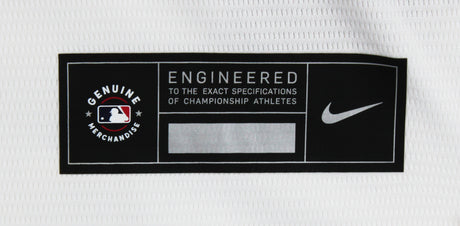 GENUINE
MERCHANDISE
ENGINEERED
TO THE EXACT SPECIFICATIONS
OF CHAMPIONSHIP ATHLETES